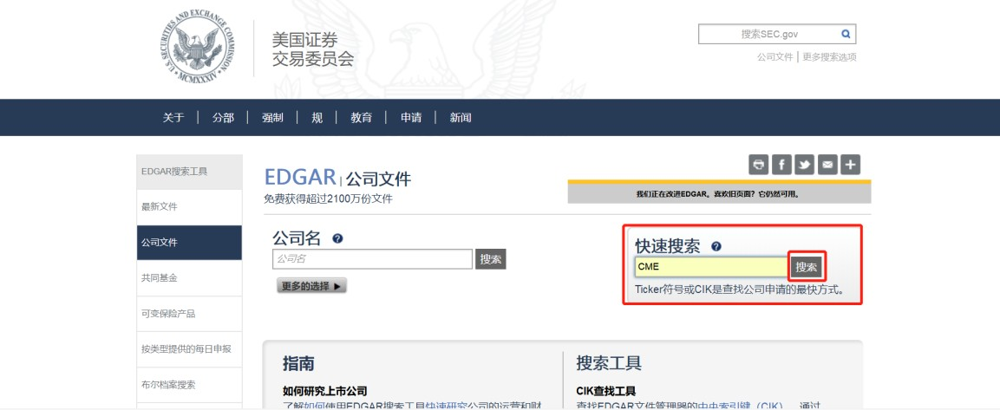 U.S. SECURITIES AND EXCHANGE COMMISSION
MCMXXXIV
美国证券
交易委员会
搜索SEC.gov
公司文件 | 更多搜索选项
关于 | 分部 | 强制 | 规 | 教育 | 申请 | 新闻
EDGAR搜索工具
最新文件
公司文件
共同基金
可变保险产品
按类型提供的每日申报
布尔档案搜索
EDGAR | 公司文件
免费获得超过2100万份文件
我们正在改进EDGAR。喜欢旧页面？它仍然可用。
公司名
公司名
搜索
更多的选择
快速搜索
CME
搜索
Ticker符号或CIK是查找公司申请的最快方式。
指南
如何研究上市公司
了解如何使用EDGAR搜索工具快速研究公司的运营和财
搜索工具
CIK查找工具
查找EDGAR文件管理器的中央索引键（CIK）。通过